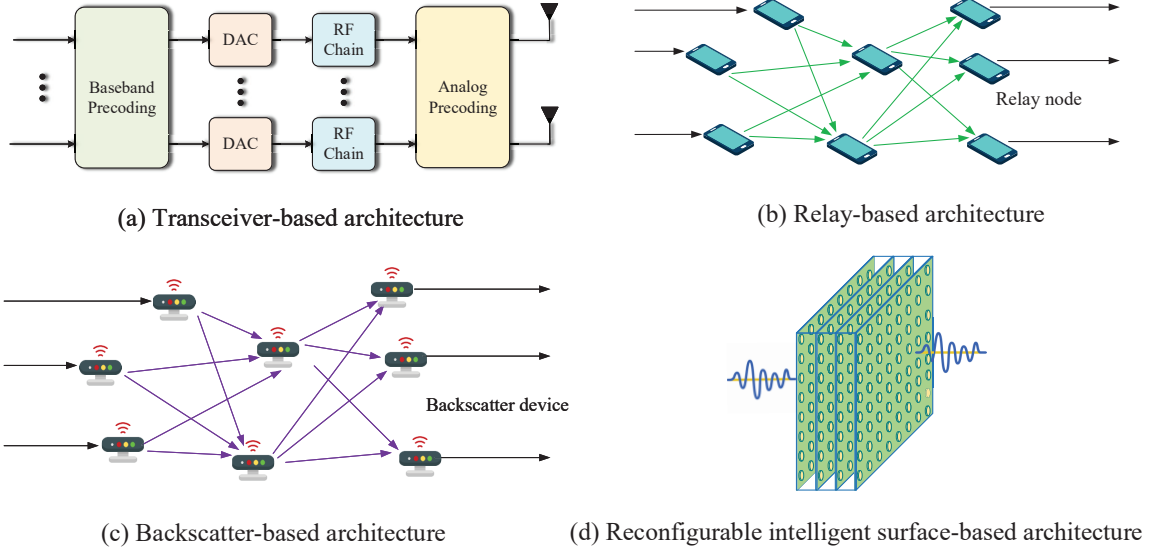 Baseband
Precoding
DAC
RF
Chain
Analog
Precoding
DAC
RF
Chain
(a) Transceiver-based architecture
Relay node
(b) Relay-based architecture
Backscatter device
(c) Backscatter-based architecture
(d) Reconfigurable intelligent surface-based architecture